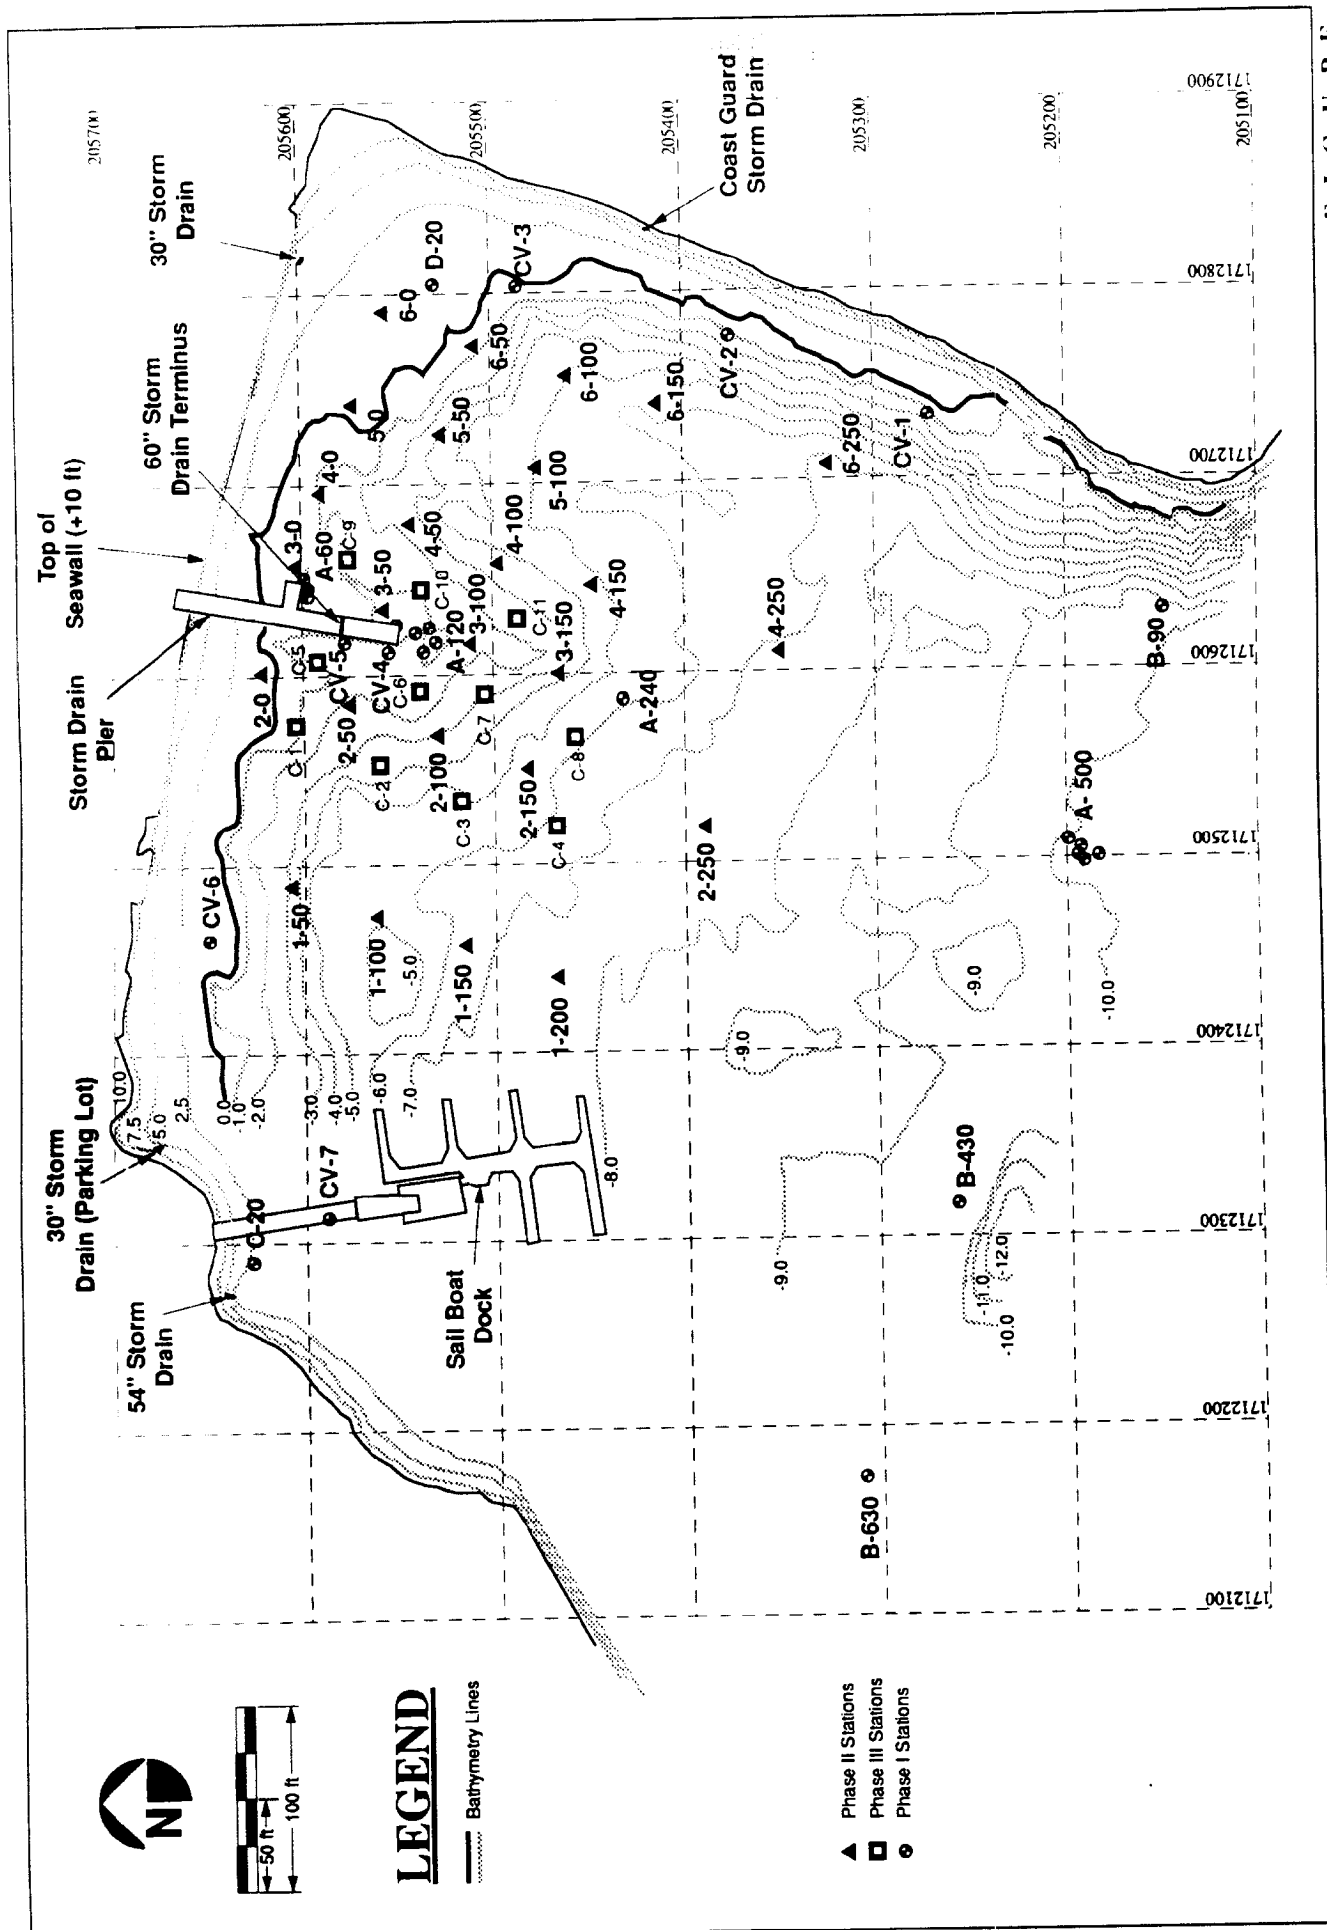 Top of
Seawall (+10 ft)
Storm Drain
Pier
60" Storm
Drain Terminus
30" Storm
Drain
Coast Guard
Storm Drain
30" Storm
Drain (Parking Lot)
54" Storm
Drain
Sail Boat
Dock
205700
205600
205500
205400
205300
205200
205100
1712900
1712800
1712700
1712600
1712500
1712400
1712300
1712200
1712100
10.0
7.5
5.0
2.5
0.0
-1.0
-2.0
-3.0
-4.0
-5.0
-6.0
-7.0
-8.0
-5.0
-9.0
-9.0
-9.0
-10.0
-10.0
-11.0
-12.0
CV-1
CV-2
CV-3
CV-4
CV-5
CV-6
CV-7
D-20
C-20
A-60
A-120
A-240
A-500
B-90
B-430
B-630
1-50
1-100
1-150
1-200
2-0
2-50
2-100
2-150
2-250
3-0
3-50
3-100
3-150
4-0
4-50
4-100
4-150
4-250
5-0
5-50
5-100
6-0
6-50
6-100
6-150
6-250
C-1
C-2
C-3
C-4
C-5
C-6
C-7
C-8
C-9
C-10
C-11
N
50 ft
100 ft
LEGEND
Bathymetry Lines
Phase II Stations
Phase III Stations
Phase I Stations